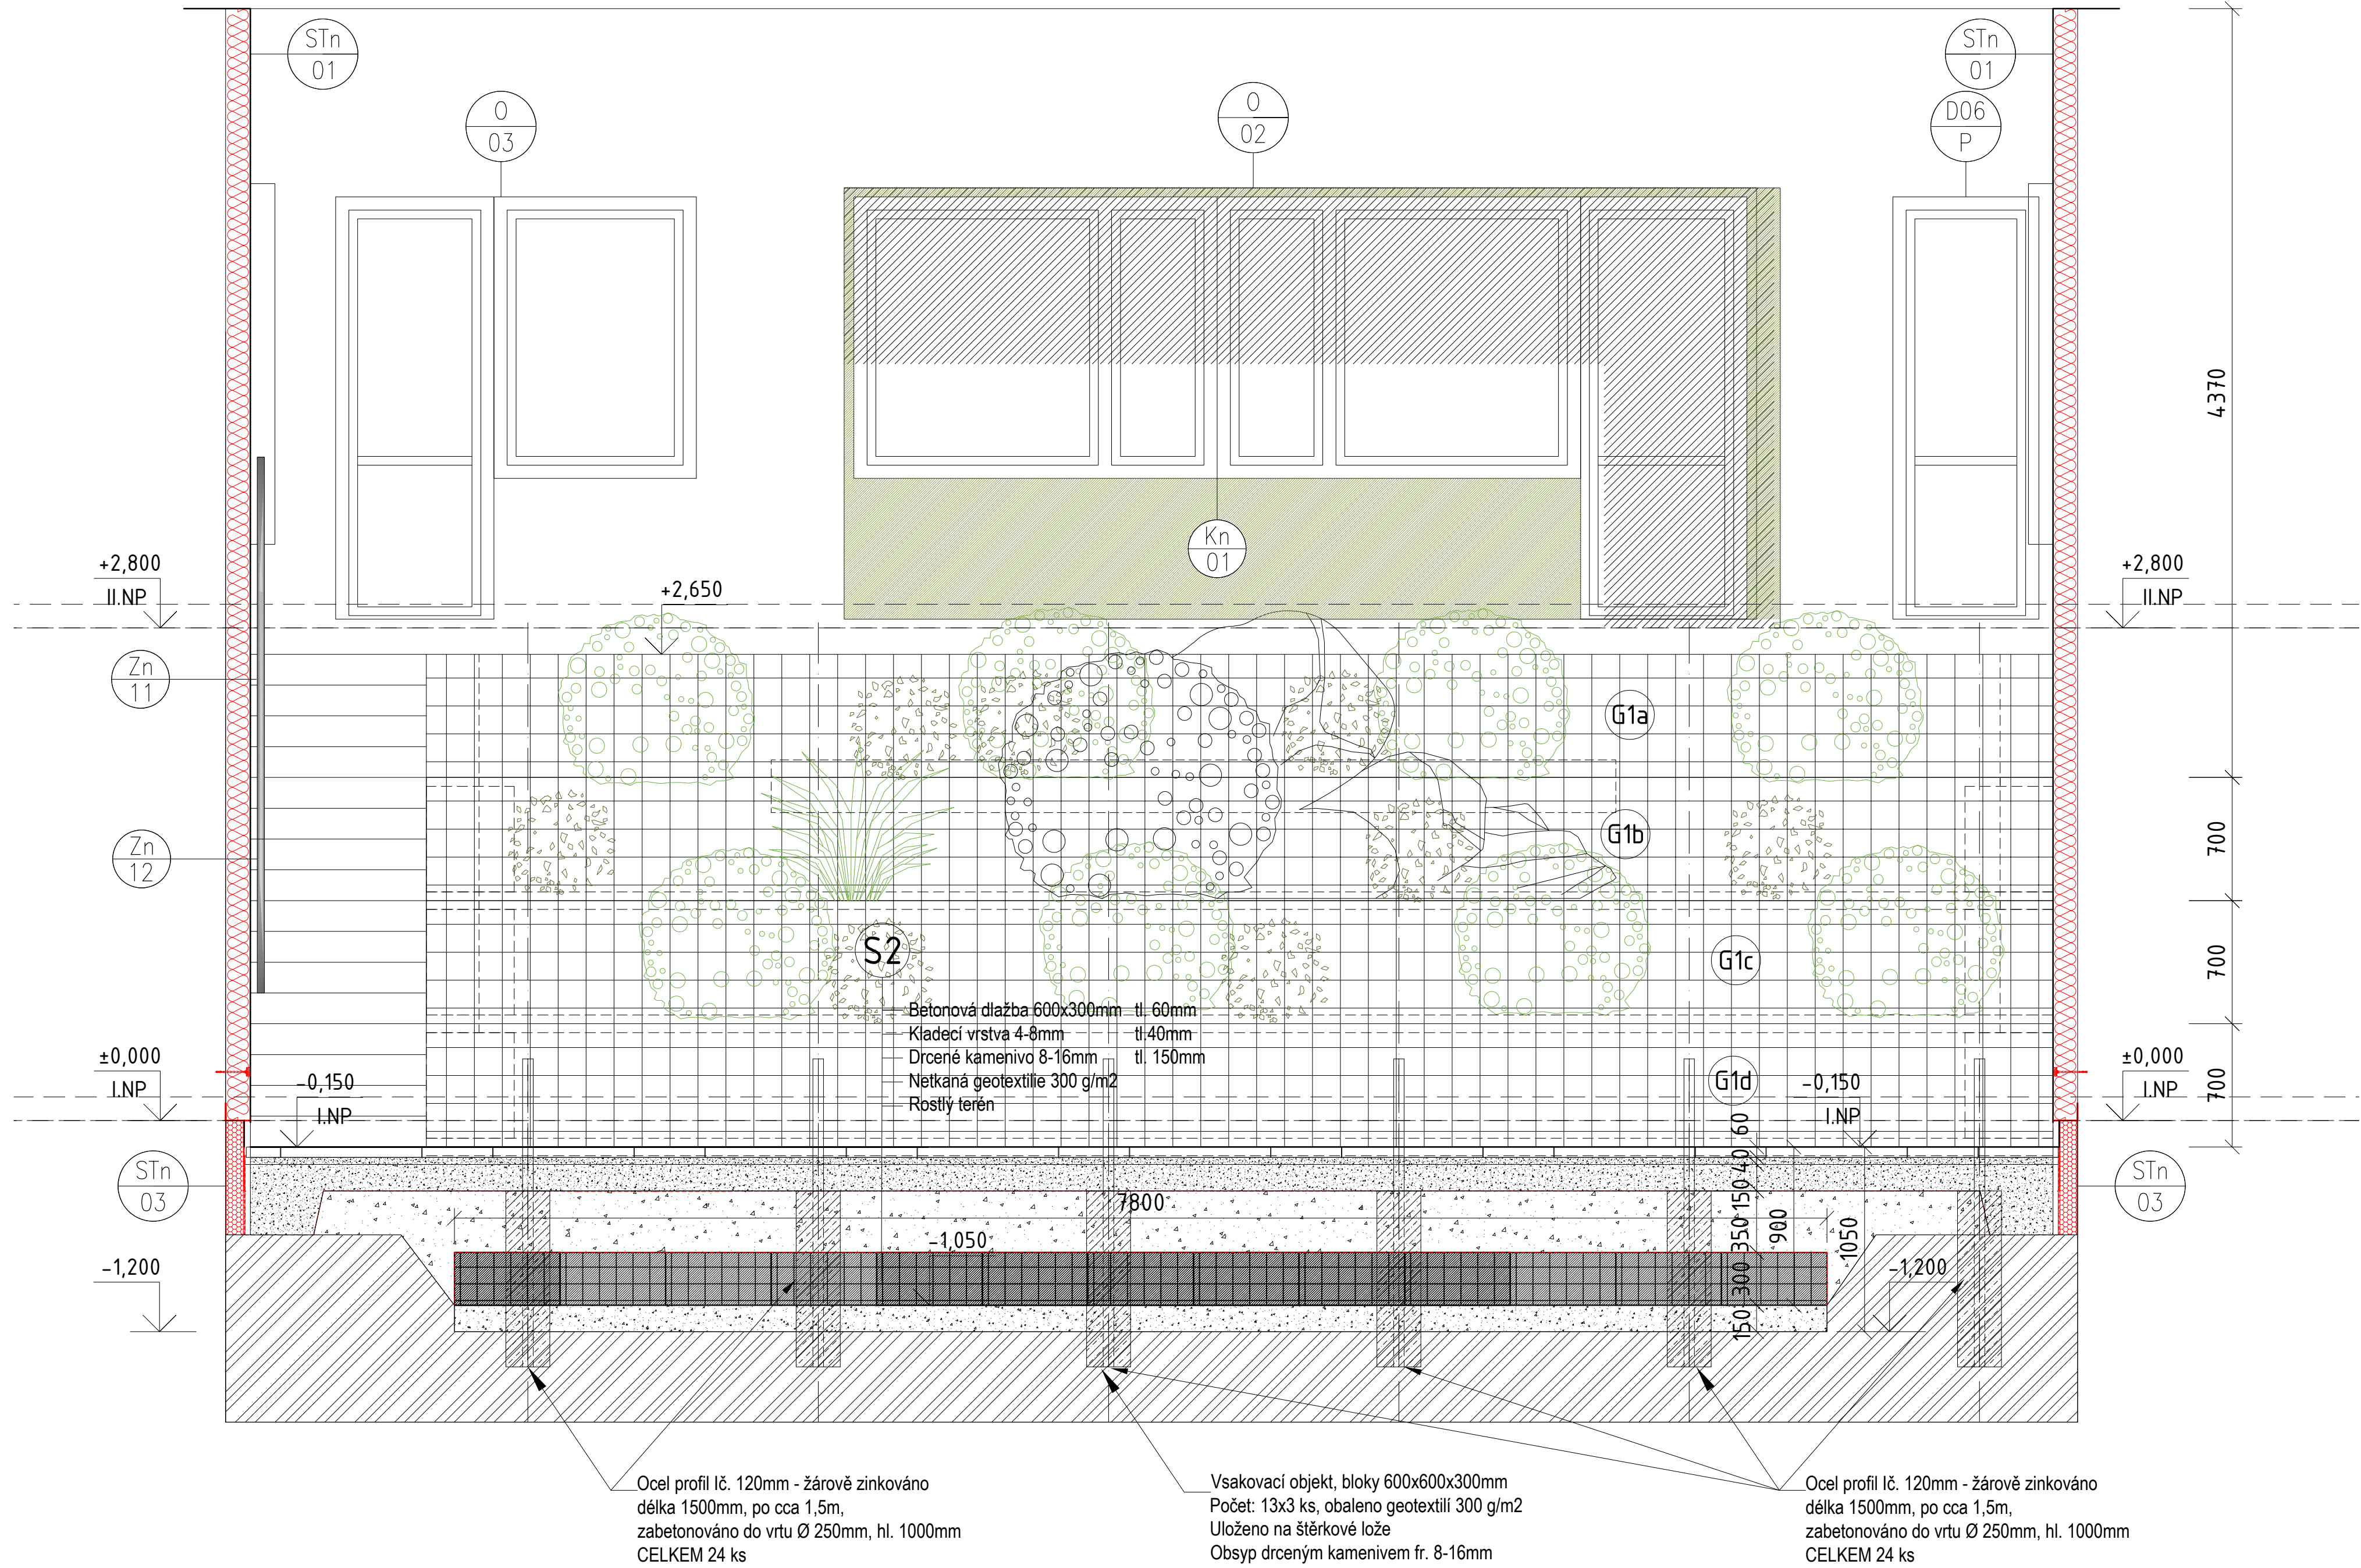 STn
01
STn
01
O
03
O
02
D06
P
4370
Kn
01
+2,800
II.NP
+2,650
+2,800
II.NP
Zn
11
G1a
Zn
12
G1b
700
S2
G1c
700
Betonová dlažba 600x300mm tl. 60mm
Kladecí vrstva 4-8mm tl.40mm
Drcené kamenivo 8-16mm tl. 150mm
Netkaná geotextilie 300 g/m2
Rostlý terén
±0,000
I.NP
-0,150
I.NP
G1d
-0,150
I.NP
±0,000
I.NP
700
60
40
150
350
300
150
900
1050
STn
03
STn
03
7800
-1,050
-1,200
-1,200
Ocel profil Ič. 120mm - žárově zinkováno
délka 1500mm, po cca 1,5m,
zabetonováno do vrtu Ø 250mm, hl. 1000mm
CELKEM 24 ks
Vsakovací objekt, bloky 600x600x300mm
Počet: 13x3 ks, obaleno geotextilí 300 g/m2
Uloženo na štěrkové lože
Obsyp drceným kamenivem fr. 8-16mm
Ocel profil Ič. 120mm - žárově zinkováno
délka 1500mm, po cca 1,5m,
zabetonováno do vrtu Ø 250mm, hl. 1000mm
CELKEM 24 ks